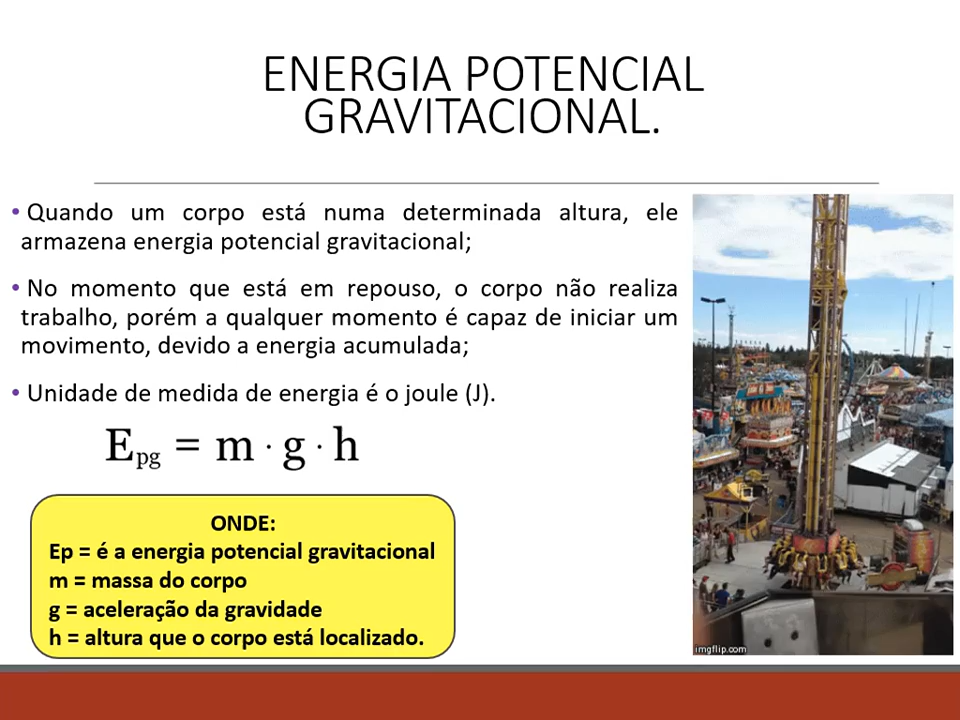 ENERGIA POTENCIAL
GRAVITACIONAL.
• Quando um corpo está numa determinada altura, ele
armazena energia potencial gravitacional;
• No momento que está em repouso, o corpo não realiza
trabalho, porém a qualquer momento é capaz de iniciar um
movimento, devido a energia acumulada;
• Unidade de medida de energia é o joule (J).
Epg = m · g · h
ONDE:
Ep = é a energia potencial gravitacional
m = massa do corpo
g = aceleração da gravidade
h = altura que o corpo está localizado.
imgflip.com